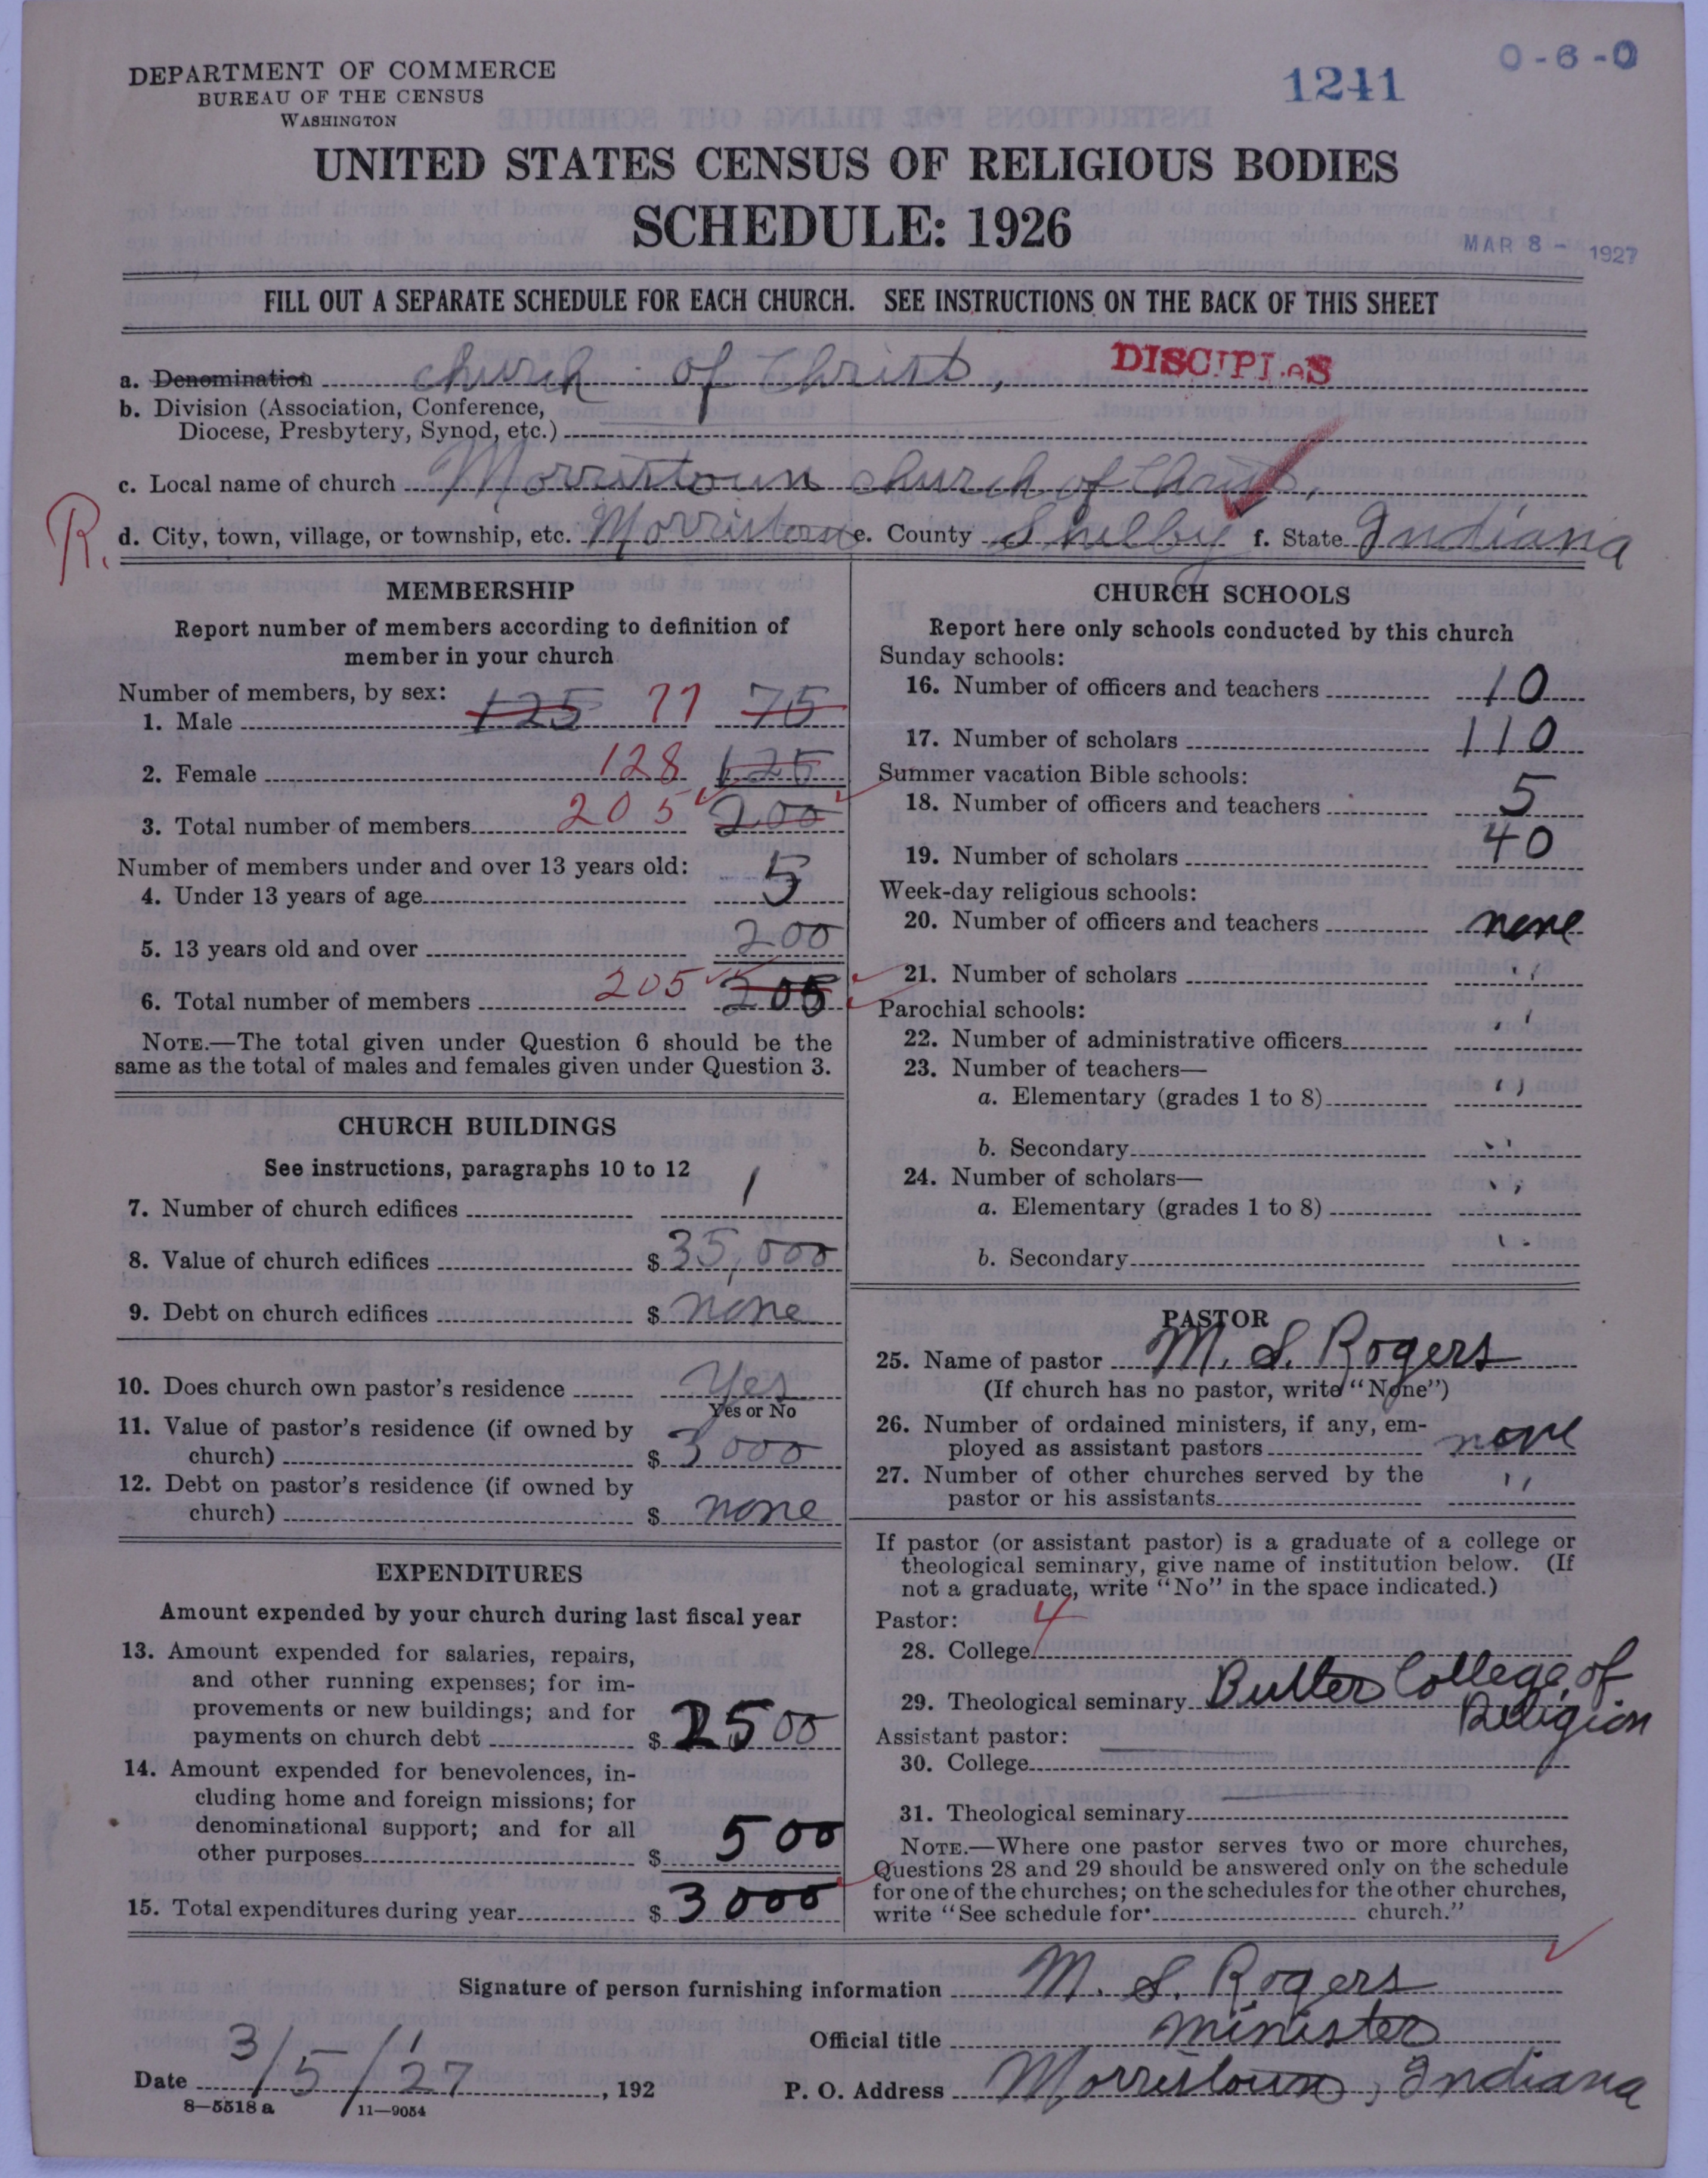 DEPARTMENT OF COMMERCE
BUREAU OF THE CENSUS
WASHINGTON
1241
0-6-0
UNITED STATES CENSUS OF RELIGIOUS BODIES
SCHEDULE: 1926
MAR 8 - 1927
FILL OUT A SEPARATE SCHEDULE FOR EACH CHURCH. SEE INSTRUCTIONS ON THE BACK OF THIS SHEET
a. Denomination church of Christ, DISCIPLES
b. Division (Association, Conference,
Diocese, Presbytery, Synod, etc.)
c. Local name of church Morristown church of Christ,
R.
d. City, town, village, or township, etc. Morristown e. County Shelby f. State Indiana
MEMBERSHIP
Report number of members according to definition of
member in your church
Number of members, by sex:
1. Male 125 77 75
2. Female 128 125
3. Total number of members 205 200
Number of members under and over 13 years old:
4. Under 13 years of age 5
5. 13 years old and over 200
6. Total number of members 205 205
NOTE.—The total given under Question 6 should be the
same as the total of males and females given under Question 3.
CHURCH BUILDINGS
See instructions, paragraphs 10 to 12
7. Number of church edifices 1
8. Value of church edifices $ 35,000
9. Debt on church edifices $ none
10. Does church own pastor's residence Yes
Yes or No
11. Value of pastor's residence (if owned by
church) $ 3000
12. Debt on pastor's residence (if owned by
church) $ none
EXPENDITURES
Amount expended by your church during last fiscal year
13. Amount expended for salaries, repairs,
and other running expenses; for im-
provements or new buildings; and for
payments on church debt $ 2500
14. Amount expended for benevolences, in-
cluding home and foreign missions; for
denominational support; and for all
other purposes $ 500
15. Total expenditures during year $ 3000
CHURCH SCHOOLS
Report here only schools conducted by this church
Sunday schools:
16. Number of officers and teachers 10
17. Number of scholars 110
Summer vacation Bible schools:
18. Number of officers and teachers 5
19. Number of scholars 40
Week-day religious schools:
20. Number of officers and teachers none
21. Number of scholars "
Parochial schools:
22. Number of administrative officers "
23. Number of teachers—
a. Elementary (grades 1 to 8) "
b. Secondary "
24. Number of scholars—
a. Elementary (grades 1 to 8) "
b. Secondary "
PASTOR
25. Name of pastor M. S. Rogers
(If church has no pastor, write "None")
26. Number of ordained ministers, if any, em-
ployed as assistant pastors none
27. Number of other churches served by the
pastor or his assistants "
If pastor (or assistant pastor) is a graduate of a college or
theological seminary, give name of institution below. (If
not a graduate, write "No" in the space indicated.)
Pastor: 4
28. College
29. Theological seminary Butler College of
Religion
Assistant pastor:
30. College
31. Theological seminary
NOTE.—Where one pastor serves two or more churches,
Questions 28 and 29 should be answered only on the schedule
for one of the churches; on the schedules for the other churches,
write "See schedule for church."
Signature of person furnishing information M. S. Rogers
Official title minister
Date 3/5/'27, 192 P. O. Address Morristown, Indiana
8—5518 a 11—9054